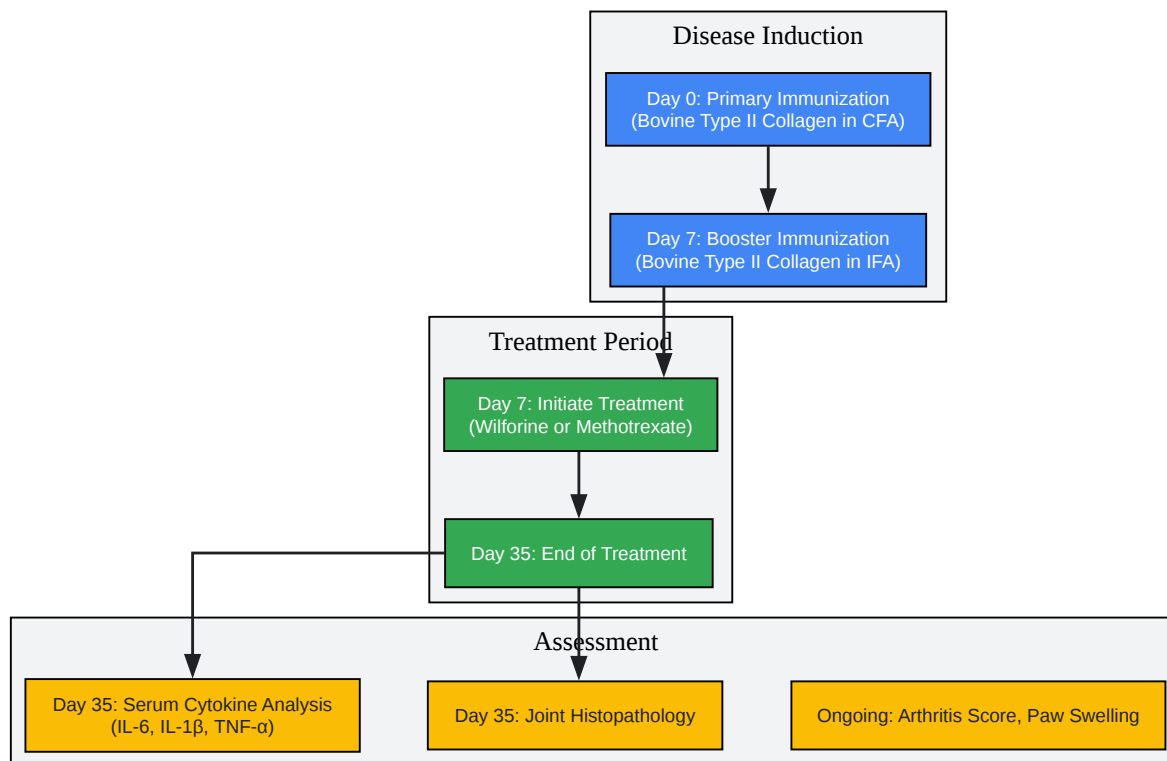 Disease Induction
Day 0: Primary Immunization
(Bovine Type II Collagen in CFA)
Day 7: Booster Immunization
(Bovine Type II Collagen in IFA)
Treatment Period
Day 7: Initiate Treatment
(Wilforine or Methotrexate)
Day 35: End of Treatment
Assessment
Day 35: Serum Cytokine Analysis
(IL-6, IL-1β, TNF-α)
Day 35: Joint Histopathology
Ongoing: Arthritis Score, Paw Swelling